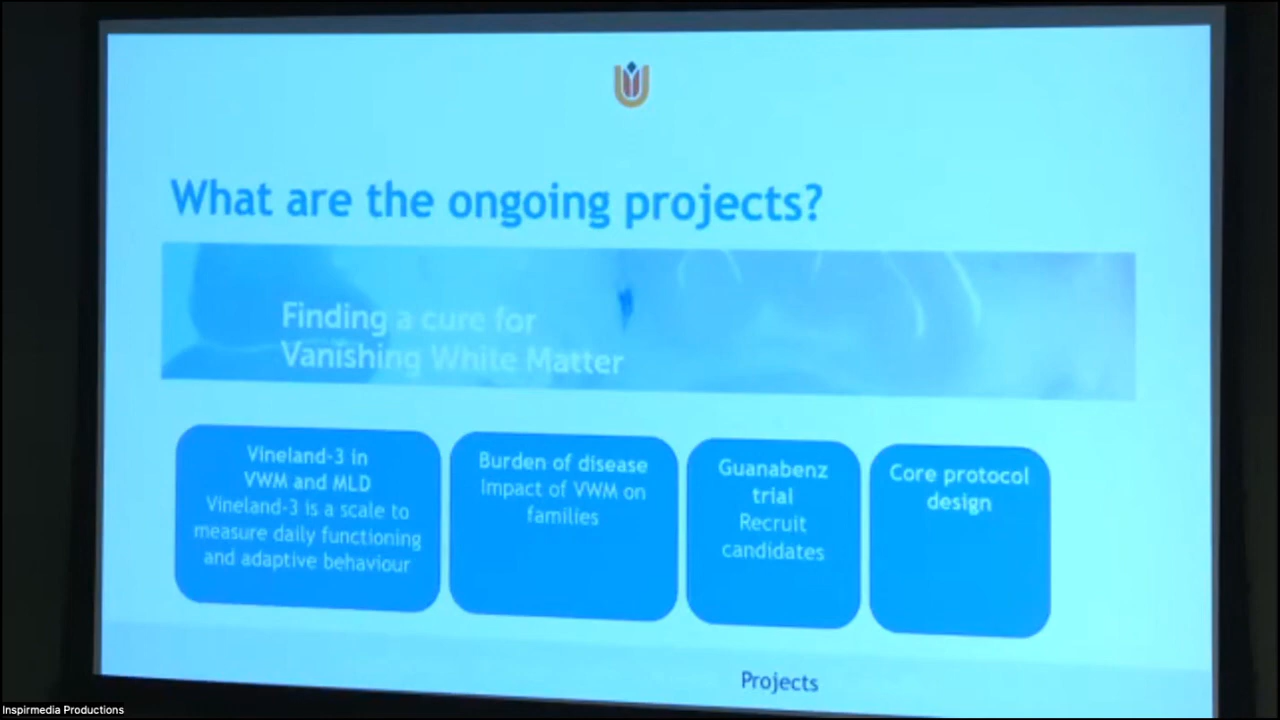 What are the ongoing projects?
Finding a cure for
Vanishing White Matter
Vineland-3 in
VWM and MLD
Vineland-3 is a scale to
measure daily functioning
and adaptive behaviour
Burden of disease
Impact of VWM on
families
Guanabenz
trial
Recruit
candidates
Core protocol
design
Projects
Inspirmedia Productions